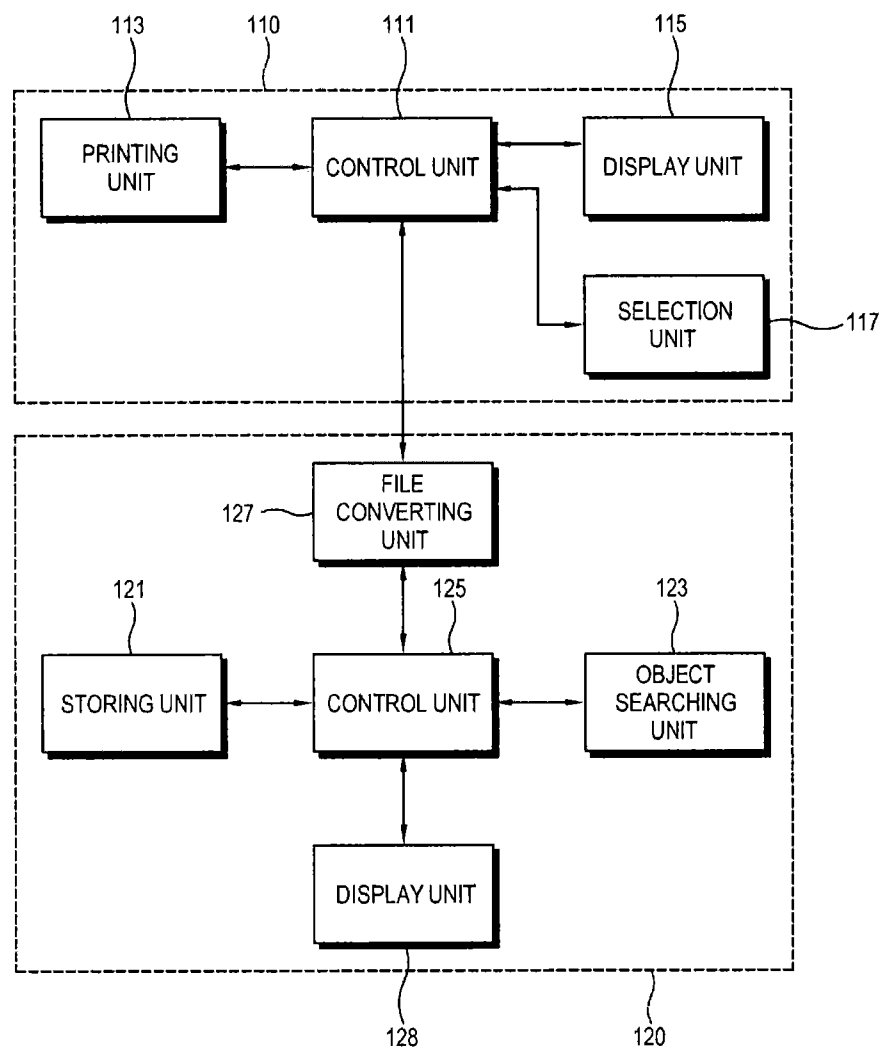 113
110
111
115
PRINTING
UNIT
CONTROL UNIT
DISPLAY UNIT
SELECTION
UNIT
117
FILE
CONVERTING
UNIT
127
121
125
123
STORING UNIT
CONTROL UNIT
OBJECT
SEARCHING
UNIT
DISPLAY UNIT
128
120